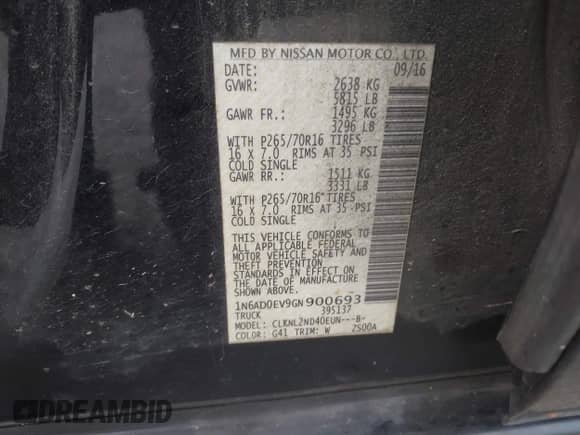 MFD BY NISSAN MOTOR CO., LTD.
DATE: 09/16
GVWR: 2638 KG
5815 LB
GAWR FR.: 1495 KG
3296 LB
WITH P265/70R16 TIRES
16 X 7.0 RIMS AT 35 PSI
COLD SINGLE
GAWR RR.: 1511 KG
3331 LB
WITH P265/70R16 TIRES
16 X 7.0 RIMS AT 35 PSI
COLD SINGLE
THIS VEHICLE CONFORMS TO
ALL APPLICABLE FEDERAL
MOTOR VEHICLE SAFETY AND
THEFT PREVENTION
STANDARDS IN EFFECT ON
THE DATE OF MANUFACTURE
1N6AD0EV9GN900693
TRUCK 395137
MODEL: CLKNL2ND40EUN---B-
COLOR: G41 TRIM: W ZS00A
DREAMBID